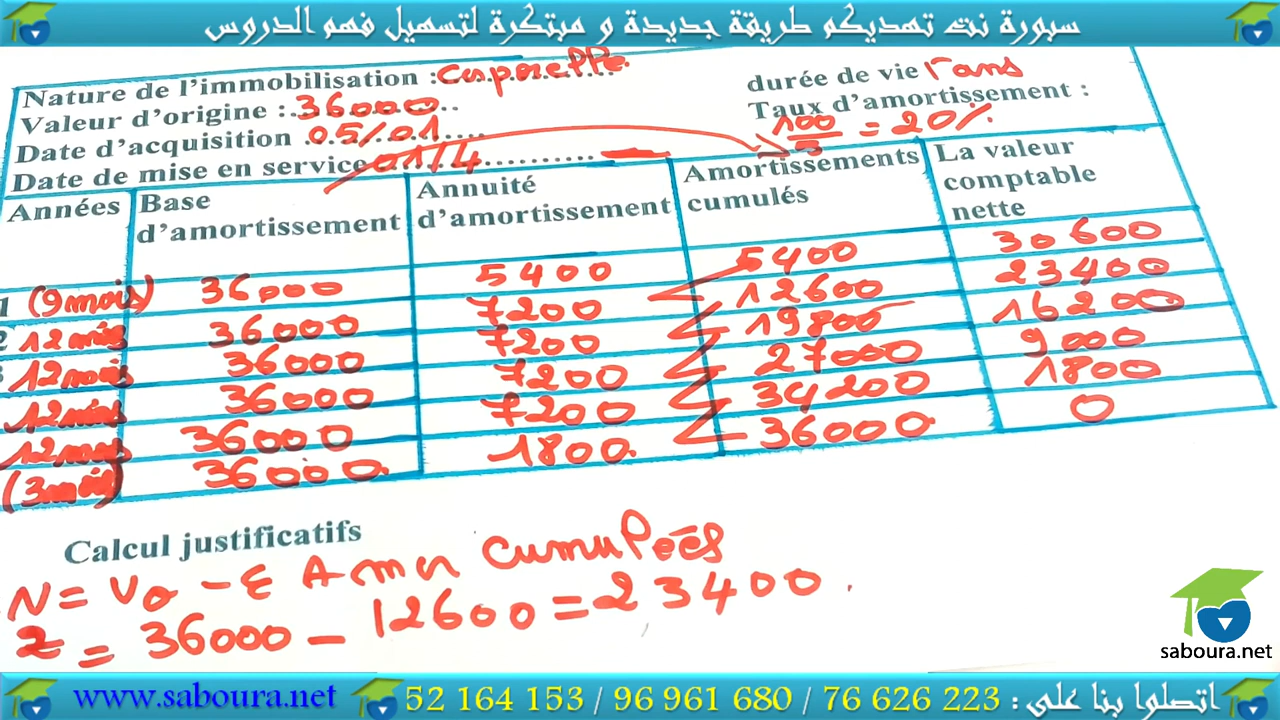 سبورة نت تهديكم طريقة جديدة و مبتكرة لتسهيل فهم الدروس
Nature de l'immobilisation :
durée de vie 5 ans
Valeur d'origine : 36000
Taux d'amortissement :
Date d'acquisition 05/01
100/5 = 20%
Date de mise en service 01/4
Années Base d'amortissement Annuité d'amortissement Amortissements cumulés La valeur comptable nette
1 (9 mois) 36000 5400 5400 30600
2 12 mois 36000 7200 12600 23400
3 12 mois 36000 7200 19800 16200
12 mois 36000 7200 27000 9000
12 mois 36000 7200 34200 1800
(3 mois) 36000 1800 36000 0
Calcul justificatifs
N = VO - Σ Amor cumulées
2 = 36000 - 12600 = 23400
saboura.net
www.saboura.net 52 164 153 / 96 961 680 / 76 626 223 : اتصلوا بنا على